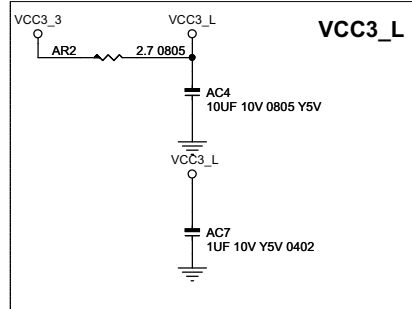 VCC3_3
VCC3_L
VCC3_L
AR2
2.7 0805
AC4
10UF 10V 0805 Y5V
VCC3_L
AC7
1UF 10V Y5V 0402